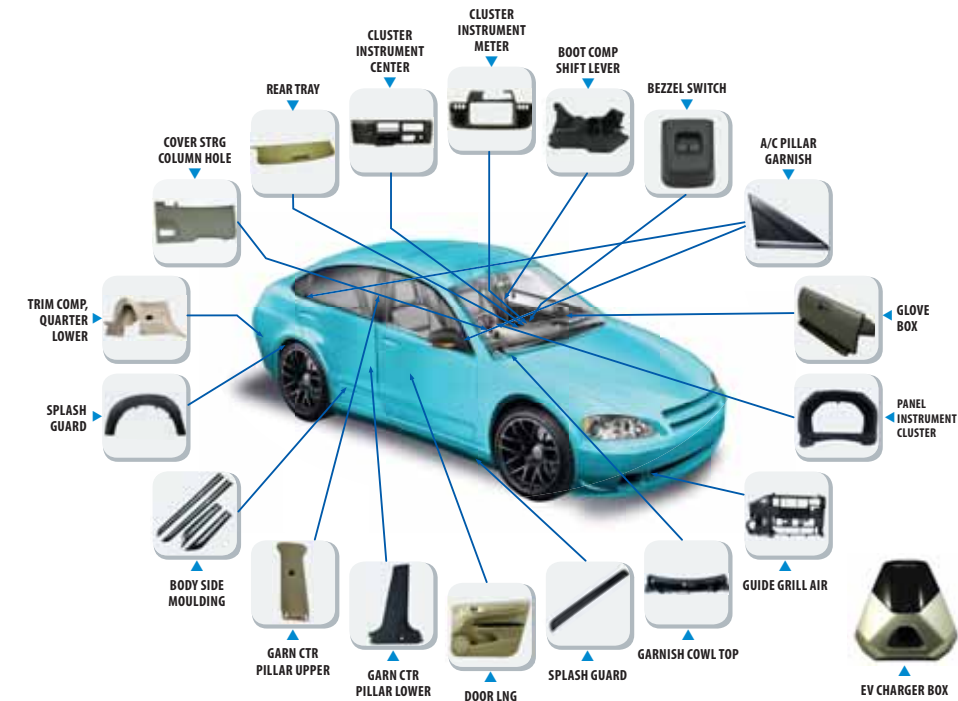 CLUSTER
INSTRUMENT
METER
CLUSTER
INSTRUMENT
CENTER
BOOT COMP
SHIFT LEVER
REAR TRAY
BEZZEL SWITCH
COVER STRG
COLUMN HOLE
A/C PILLAR
GARNISH
TRIM COMP,
QUARTER
LOWER
GLOVE
BOX
SPLASH
GUARD
PANEL
INSTRUMENT
CLUSTER
BODY SIDE
MOULDING
GUIDE GRILL AIR
GARN CTR
PILLAR UPPER
GARN CTR
PILLAR LOWER
DOOR LNG
SPLASH GUARD
GARNISH COWL TOP
EV CHARGER BOX